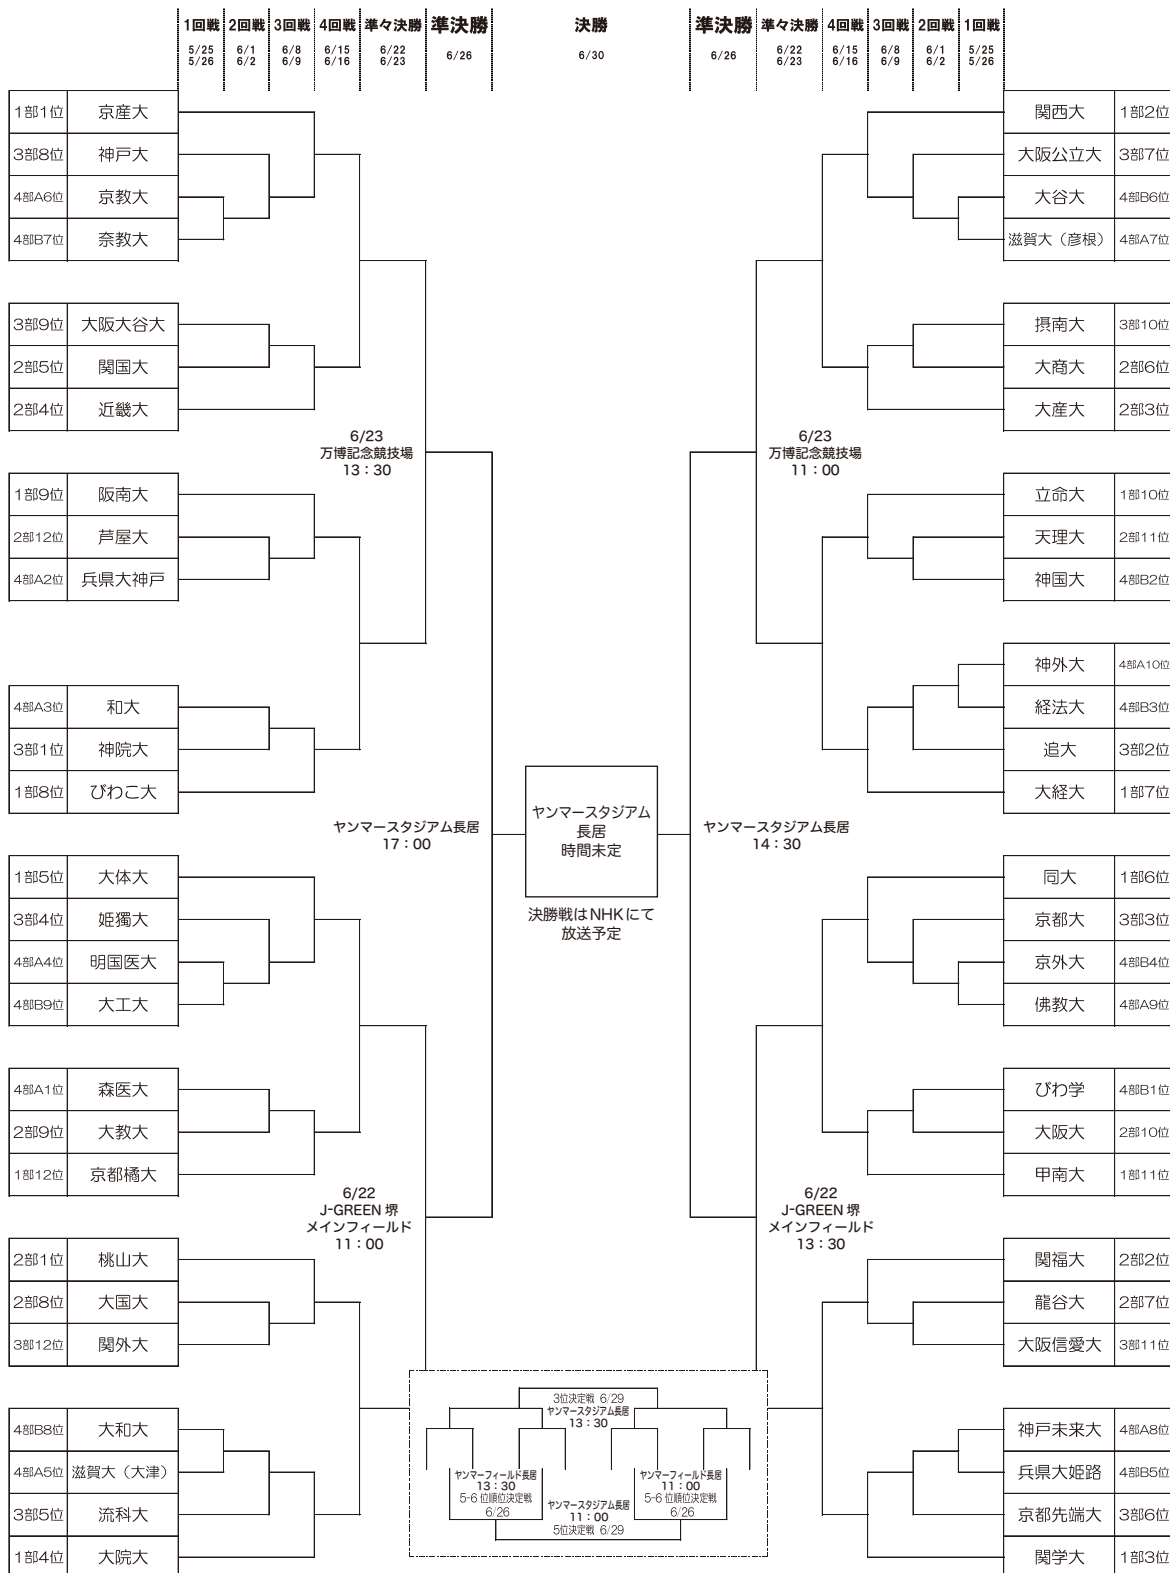 1回戦 2回戦 3回戦 4回戦 準々決勝 準決勝 決勝 準決勝 準々決勝 4回戦 3回戦 2回戦 1回戦
5/25 6/1 6/8 6/15 6/22 6/26 6/30 6/26 6/22 6/15 6/8 6/1 5/25
5/26 6/2 6/9 6/16 6/23 6/23 6/16 6/9 6/2 5/26
1部1位 京産大
3部8位 神戸大
4部A6位 京教大
4部B7位 奈教大
3部9位 大阪大谷大
2部5位 関国大
2部4位 近畿大
6/23
万博記念競技場
13：30
1部9位 阪南大
2部12位 芦屋大
4部A2位 兵県大神戸
4部A3位 和大
3部1位 神院大
1部8位 びわこ大
ヤンマースタジアム長居
17：00
1部5位 大体大
3部4位 姫獨大
4部A4位 明国医大
4部B9位 大工大
4部A1位 森医大
2部9位 大教大
1部12位 京都橘大
6/22
J-GREEN 堺
メインフィールド
11：00
2部1位 桃山大
2部8位 大国大
3部12位 関外大
4部B8位 大和大
4部A5位 滋賀大（大津）
3部5位 流科大
1部4位 大院大
ヤンマースタジアム
長居
時間未定
決勝戦はNHKにて
放送予定
3位決定戦 6/29
ヤンマースタジアム長居
13：30
ヤンマーフィールド長居
13：30
5-6 位順位決定戦
6/26
ヤンマースタジアム長居
11：00
5位決定戦 6/29
ヤンマーフィールド長居
11：00
5-6 位順位決定戦
6/26
関西大 1部2位
大阪公立大 3部7位
大谷大 4部B6位
滋賀大（彦根） 4部A7位
摂南大 3部10位
大商大 2部6位
大産大 2部3位
6/23
万博記念競技場
11：00
立命大 1部10位
天理大 2部11位
神国大 4部B2位
神外大 4部A10位
経法大 4部B3位
追大 3部2位
大経大 1部7位
ヤンマースタジアム長居
14：30
同大 1部6位
京都大 3部3位
京外大 4部B4位
佛教大 4部A9位
びわ学 4部B1位
大阪大 2部10位
甲南大 1部11位
6/22
J-GREEN 堺
メインフィールド
13：30
関福大 2部2位
龍谷大 2部7位
大阪信愛大 3部11位
神戸未来大 4部A8位
兵県大姫路 4部B5位
京都先端大 3部6位
関学大 1部3位